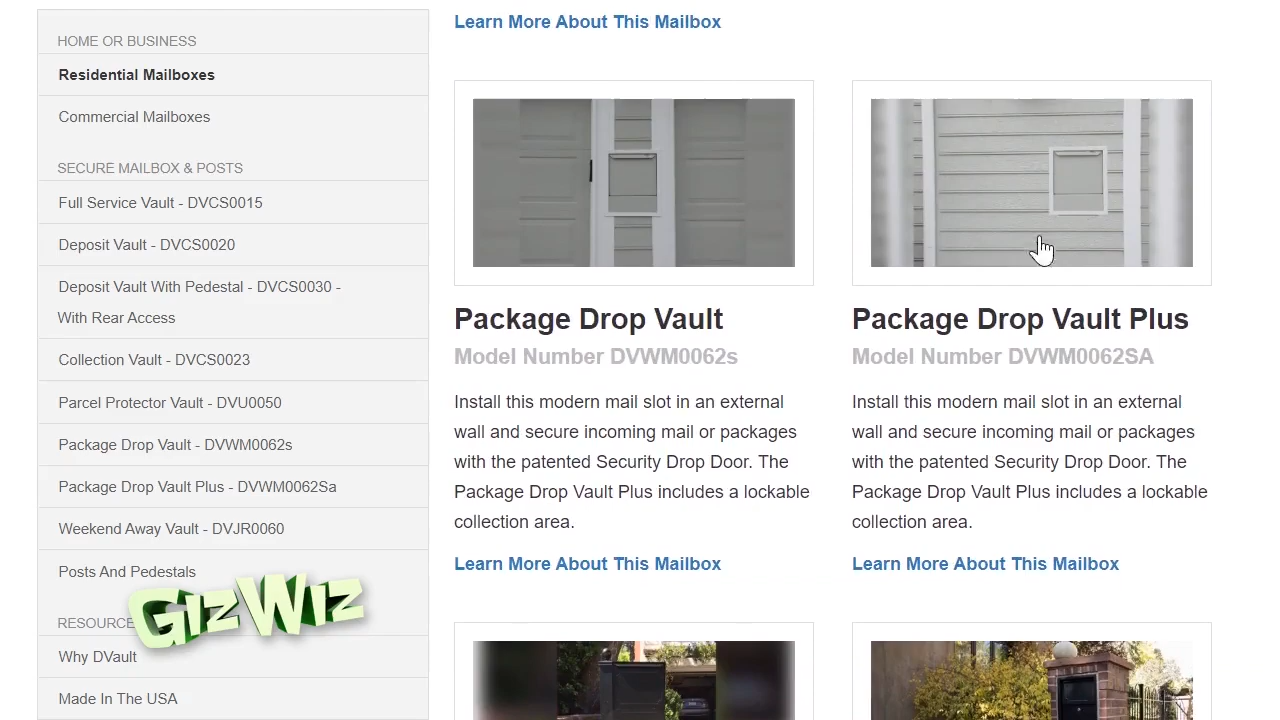 HOME OR BUSINESS
Residential Mailboxes
Commercial Mailboxes
SECURE MAILBOX & POSTS
Full Service Vault - DVCS0015
Deposit Vault - DVCS0020
Deposit Vault With Pedestal - DVCS0030 -
With Rear Access
Collection Vault - DVCS0023
Parcel Protector Vault - DVU0050
Package Drop Vault - DVWM0062s
Package Drop Vault Plus - DVWM0062Sa
Weekend Away Vault - DVJR0060
Posts And Pedestals
RESOURCE
Why DVault
Made In The USA
GizWiz
Learn More About This Mailbox
Package Drop Vault
Model Number DVWM0062s
Install this modern mail slot in an external
wall and secure incoming mail or packages
with the patented Security Drop Door. The
Package Drop Vault Plus includes a lockable
collection area.
Learn More About This Mailbox
Package Drop Vault Plus
Model Number DVWM0062SA
Install this modern mail slot in an external
wall and secure incoming mail or packages
with the patented Security Drop Door. The
Package Drop Vault Plus includes a lockable
collection area.
Learn More About This Mailbox